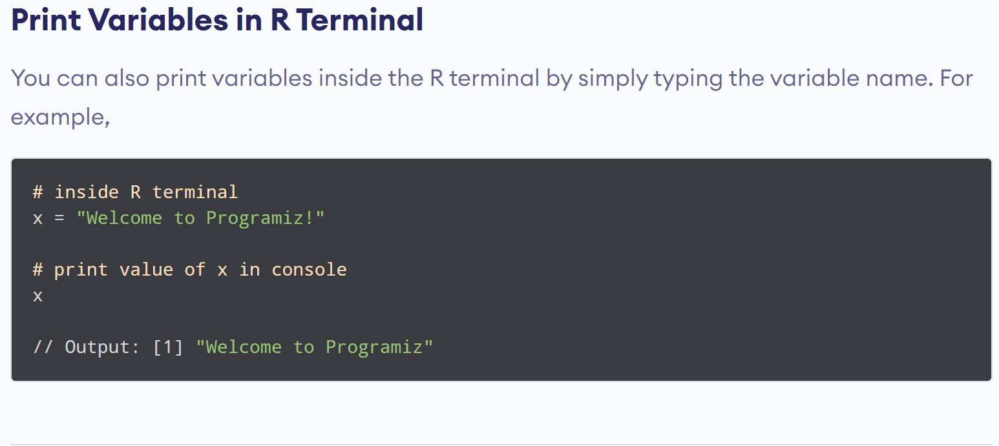 Print Variables in R Terminal
You can also print variables inside the R terminal by simply typing the variable name. For
example,
# inside R terminal
x = "Welcome to Programiz!"
# print value of x in console
x
// Output: [1] "Welcome to Programiz"